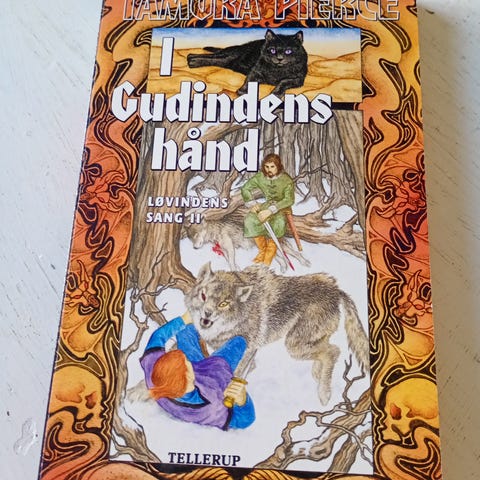 TAMORA PIERCE
I
Gudindens
hånd
LØVINDENS
SANG II
TELLERUP